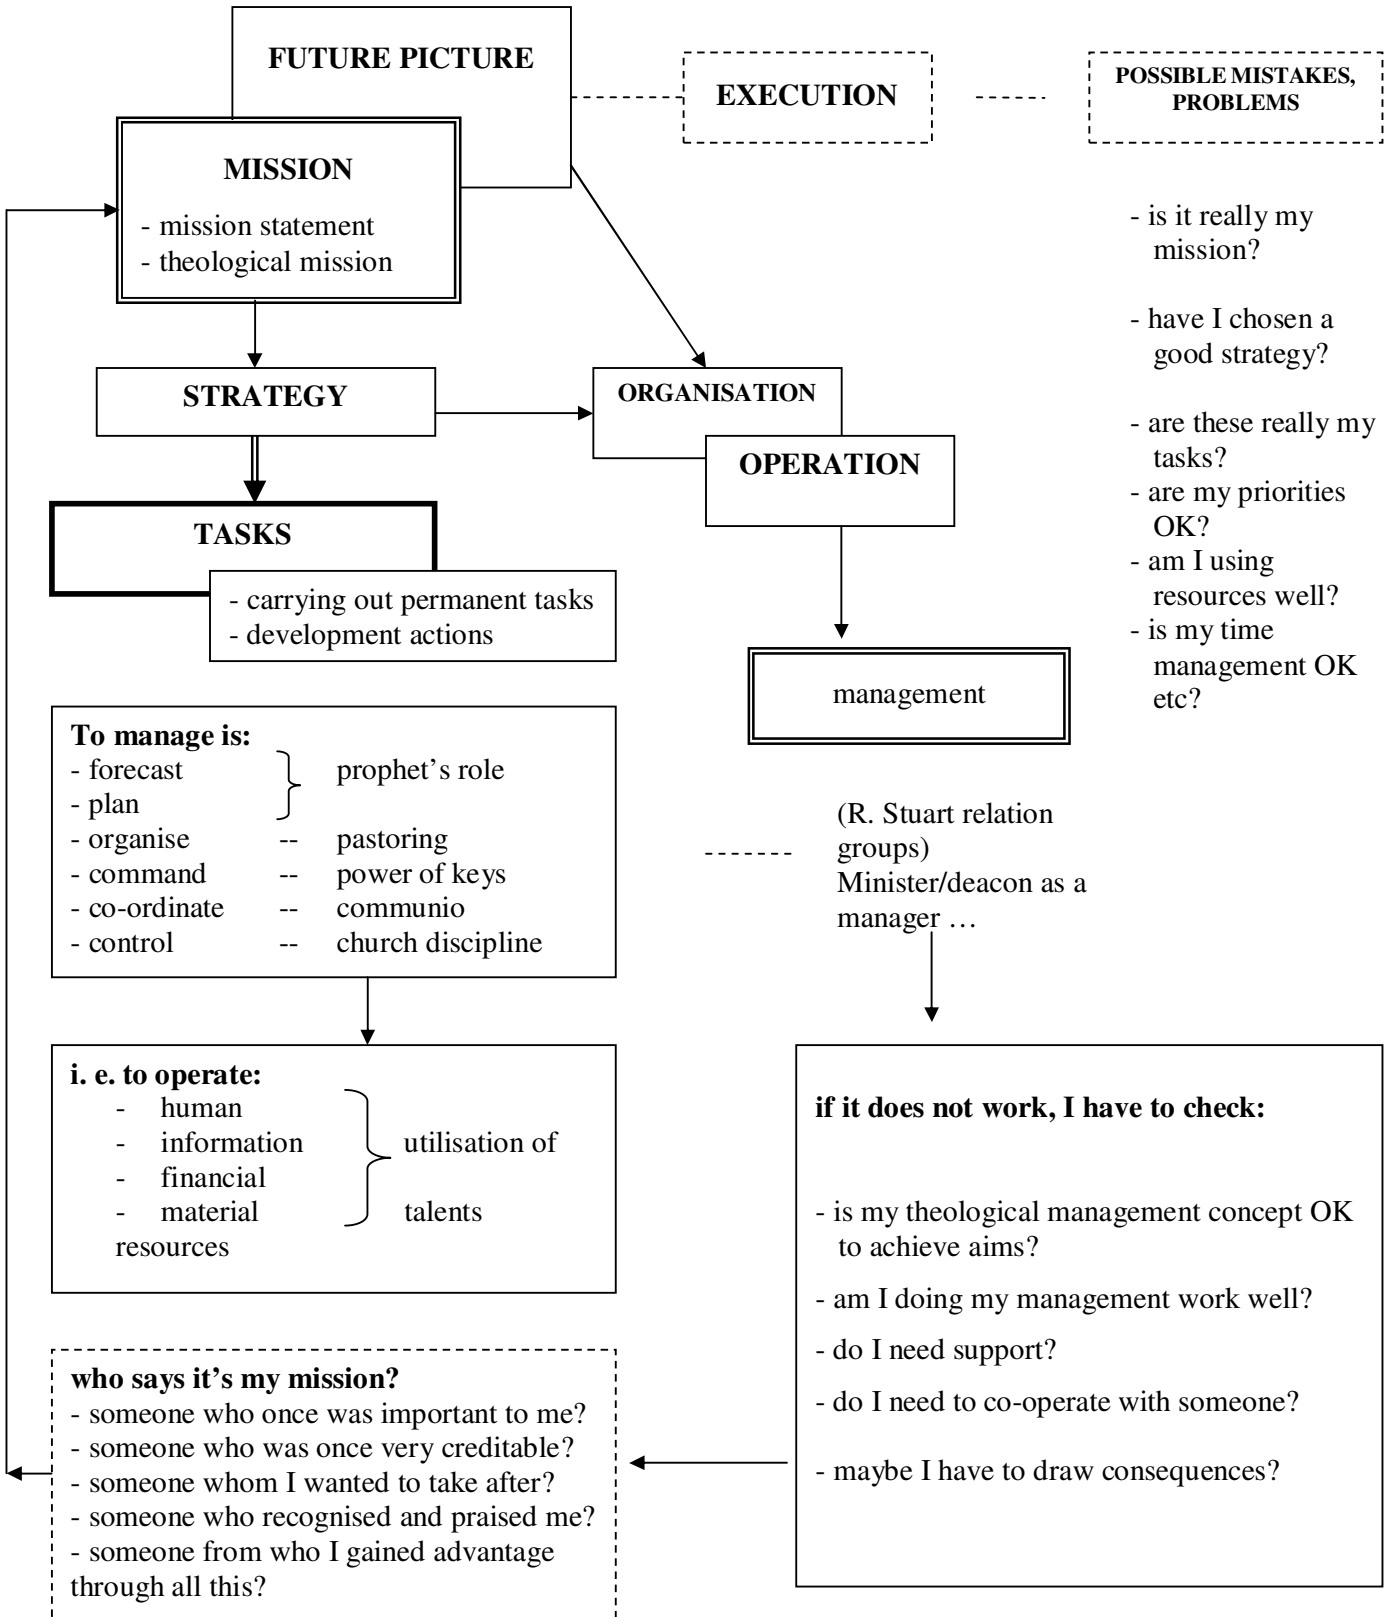 FUTURE PICTURE
EXECUTION
POSSIBLE MISTAKES,
PROBLEMS
MISSION
- mission statement
- theological mission
- is it really my
mission?
- have I chosen a
good strategy?
- are these really my
tasks?
- are my priorities
OK?
- am I using
resources well?
- is my time
management OK
etc?
STRATEGY
ORGANISATION
OPERATION
TASKS
- carrying out permanent tasks
- development actions
management
To manage is:
- forecast
- plan
prophet’s role
- organise -- pastoring
- command -- power of keys
- co-ordinate -- communio
- control -- church discipline
(R. Stuart relation
groups)
Minister/deacon as a
manager …
i. e. to operate:
- human
- information utilisation of
- financial
- material talents
resources
if it does not work, I have to check:
- is my theological management concept OK
to achieve aims?
- am I doing my management work well?
- do I need support?
- do I need to co-operate with someone?
- maybe I have to draw consequences?
who says it’s my mission?
- someone who once was important to me?
- someone who was once very creditable?
- someone whom I wanted to take after?
- someone who recognised and praised me?
- someone from who I gained advantage
through all this?